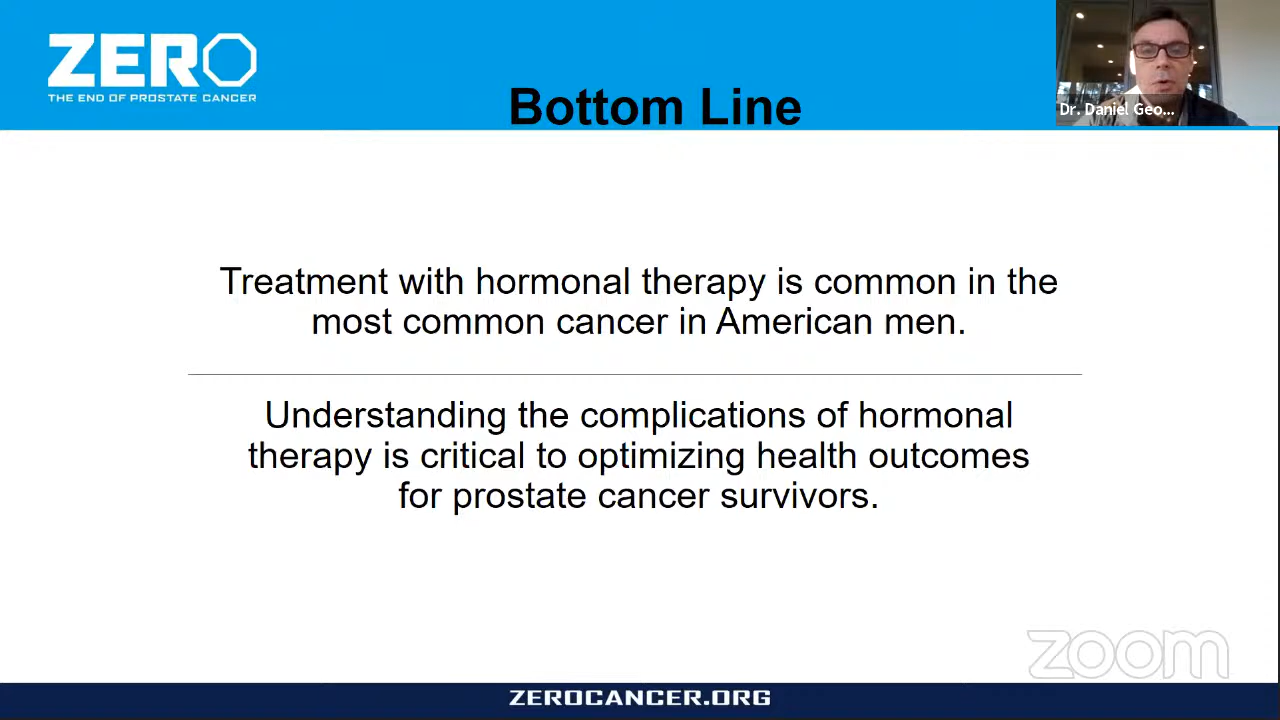 ZERO
THE END OF PROSTATE CANCER
Bottom Line
Dr. Daniel Geo...
Treatment with hormonal therapy is common in the
most common cancer in American men.
Understanding the complications of hormonal
therapy is critical to optimizing health outcomes
for prostate cancer survivors.
zoom
ZEROCANCER.ORG